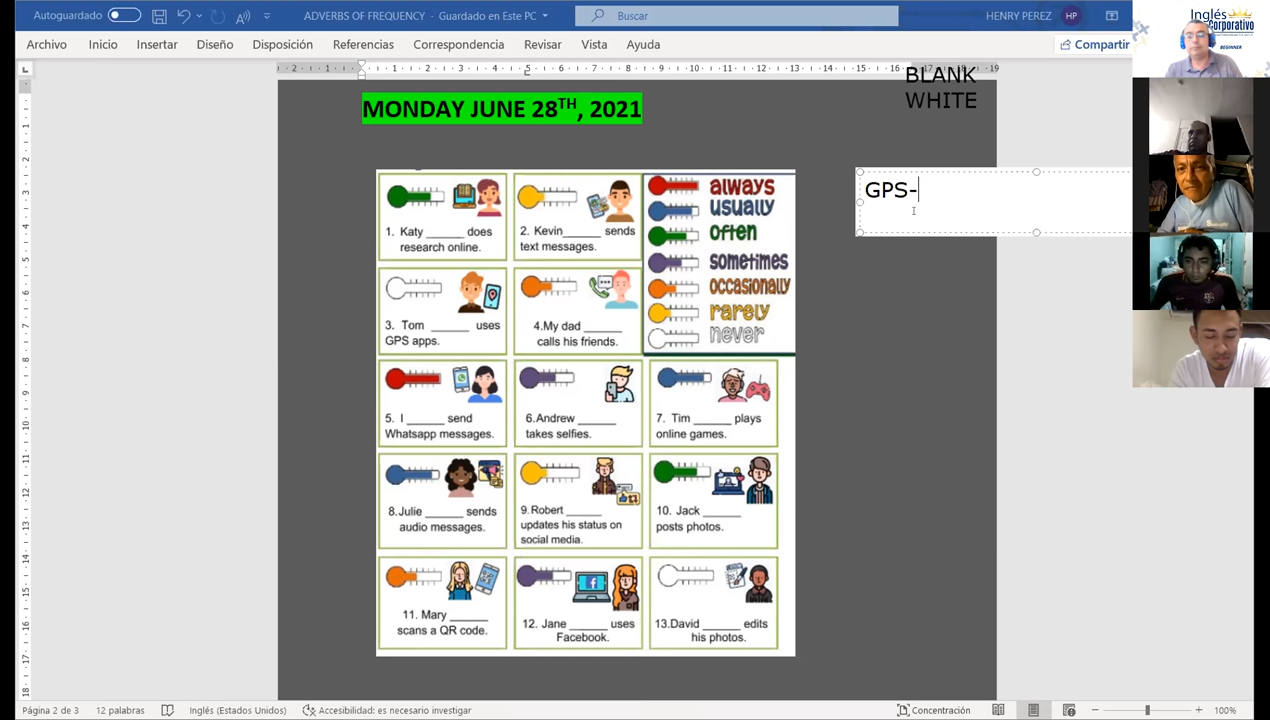 Autoguardado
ADVERBS OF FREQUENCY - Guardado en Este PC
Buscar
HENRY PEREZ
HP
Archivo
Inicio
Insertar
Diseño
Disposición
Referencias
Correspondencia
Revisar
Vista
Ayuda
Compartir
Inglés
Corporativo
BEGINNER
BLANK
WHITE
MONDAY JUNE 28TH, 2021
GPS-
1. Katy ______ does
research online.
2. Kevin______ sends
text messages.
always
usually
often
sometimes
occasionally
rarely
never
3. Tom ______ uses
GPS apps.
4.My dad ______
calls his friends.
5. I ______ send
Whatsapp messages.
6.Andrew ______
takes selfies.
7. Tim ______ plays
online games.
8.Julie ______ sends
audio messages.
9.Robert ______
updates his status on
social media.
10. Jack ______
posts photos.
11. Mary ______
scans a QR code.
12. Jane ______ uses
Facebook.
13.David ______ edits
his photos.
Página 2 de 3
12 palabras
Inglés (Estados Unidos)
Accesibilidad: es necesario investigar
Concentración
100%